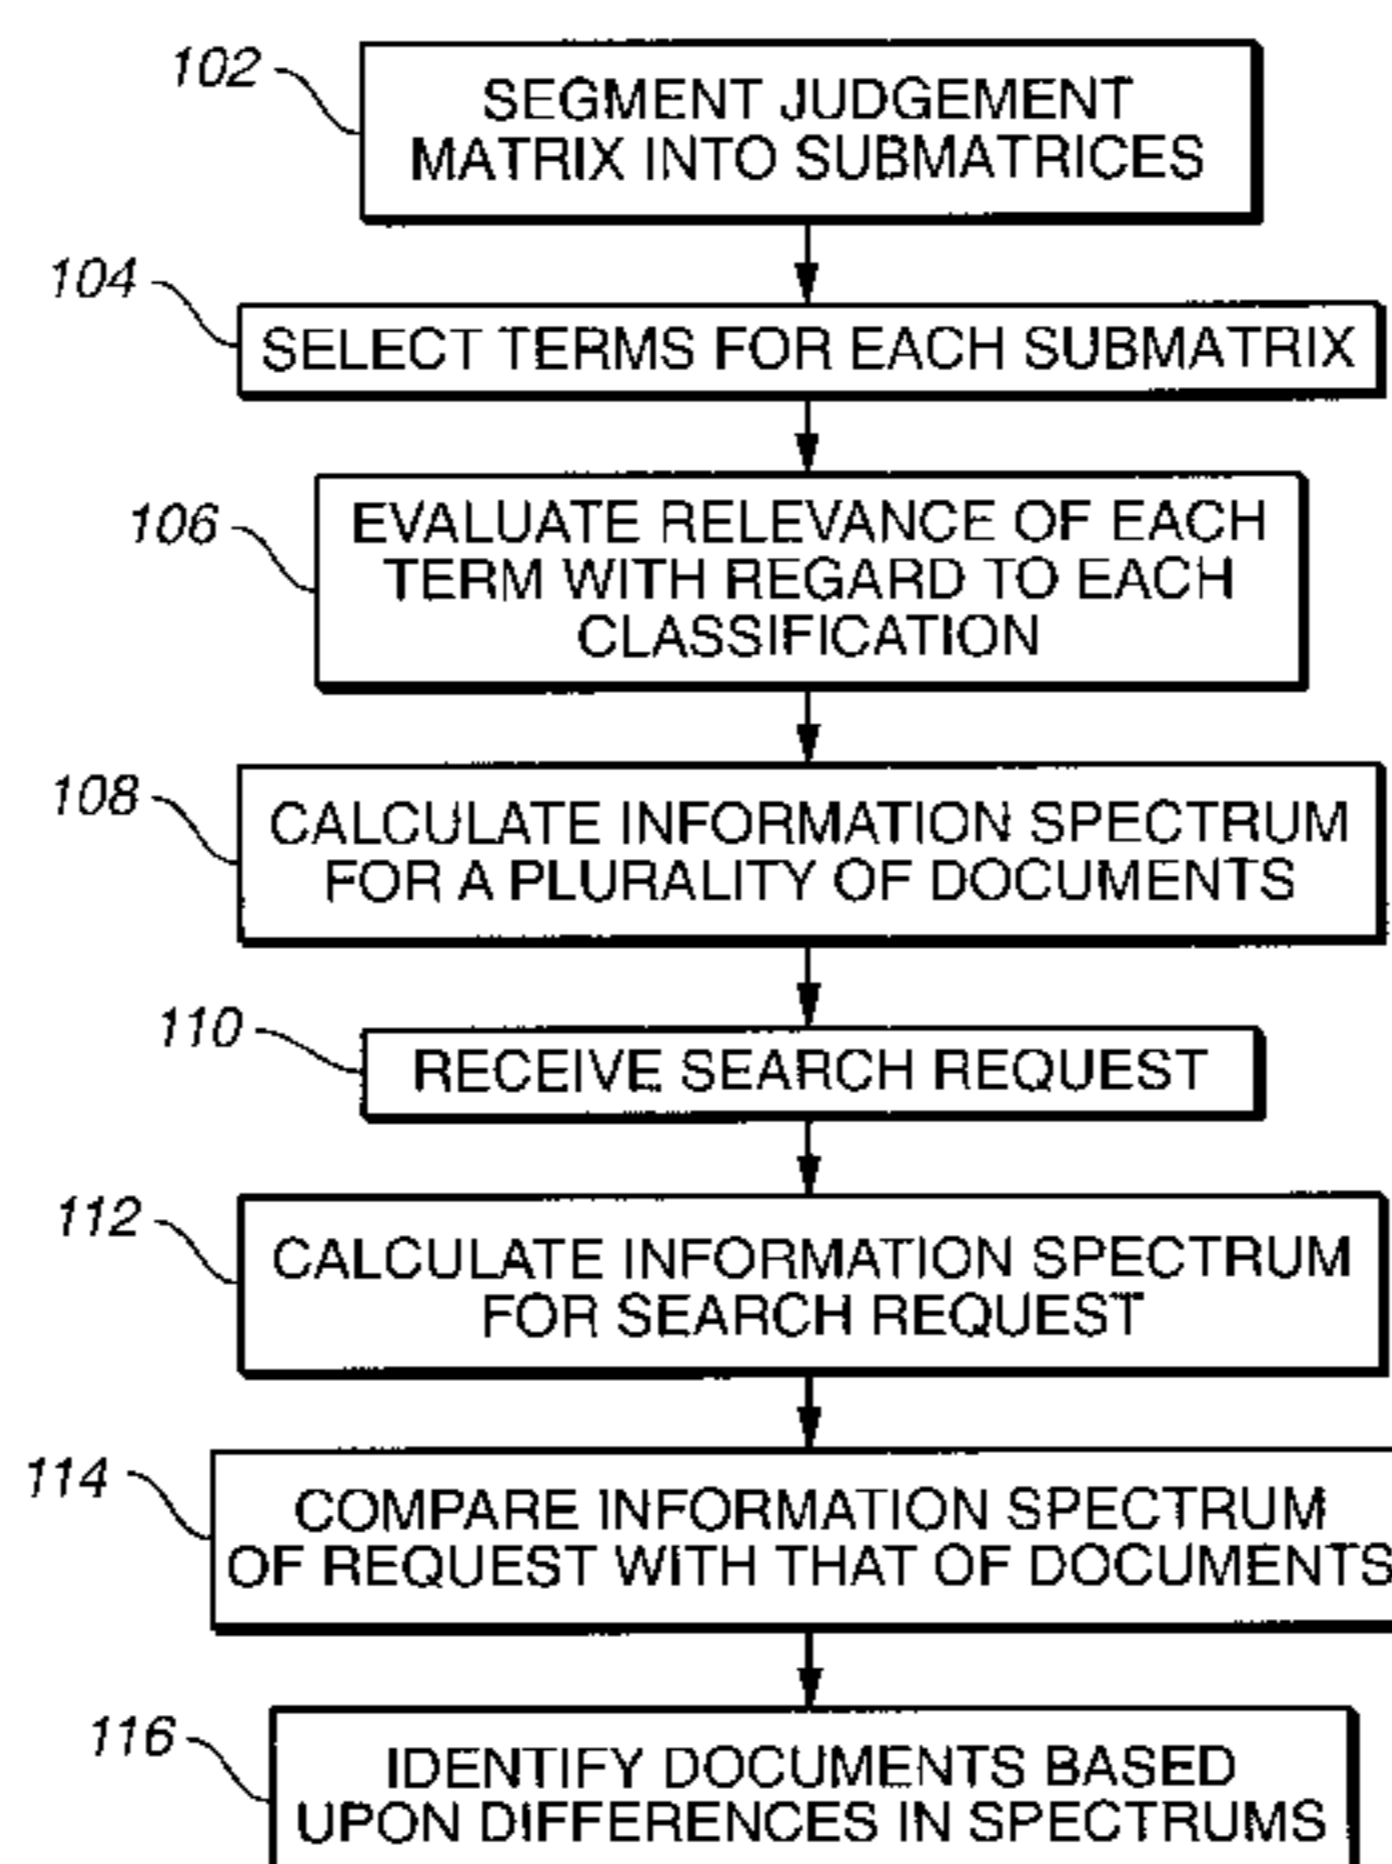 102
SEGMENT JUDGEMENT
MATRIX INTO SUBMATRICES
104
SELECT TERMS FOR EACH SUBMATRIX
106
EVALUATE RELEVANCE OF EACH
TERM WITH REGARD TO EACH
CLASSIFICATION
108
CALCULATE INFORMATION SPECTRUM
FOR A PLURALITY OF DOCUMENTS
110
RECEIVE SEARCH REQUEST
112
CALCULATE INFORMATION SPECTRUM
FOR SEARCH REQUEST
114
COMPARE INFORMATION SPECTRUM
OF REQUEST WITH THAT OF DOCUMENTS
116
IDENTIFY DOCUMENTS BASED
UPON DIFFERENCES IN SPECTRUMS